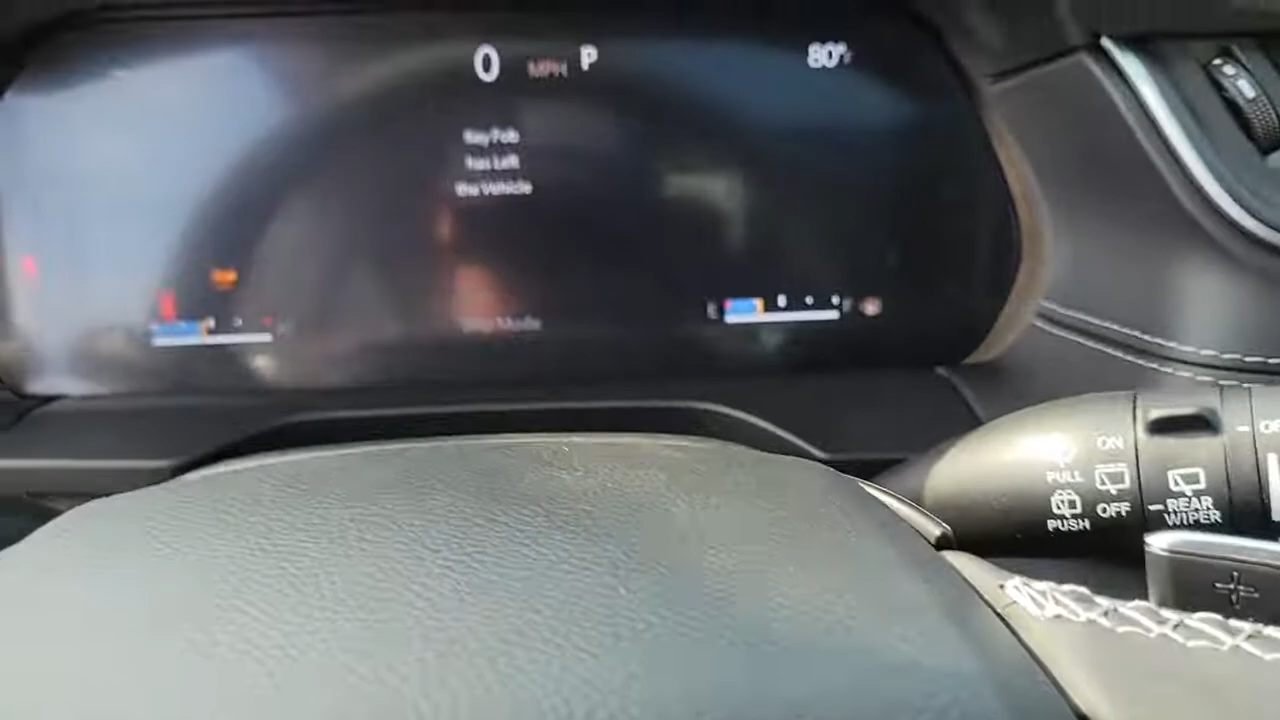 0 MPH P 80°F
Key Fob
has Left
the Vehicle
ON
PULL
OFF
PUSH
REAR
WIPER